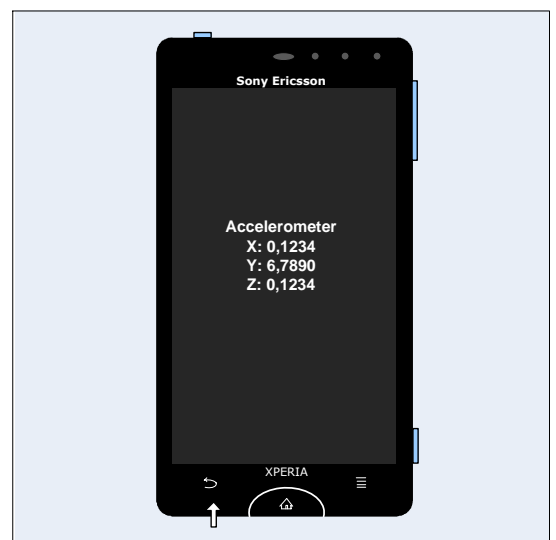 Sony Ericsson
Accelerometer
X: 0,1234
Y: 6,7890
Z: 0,1234
XPERIA